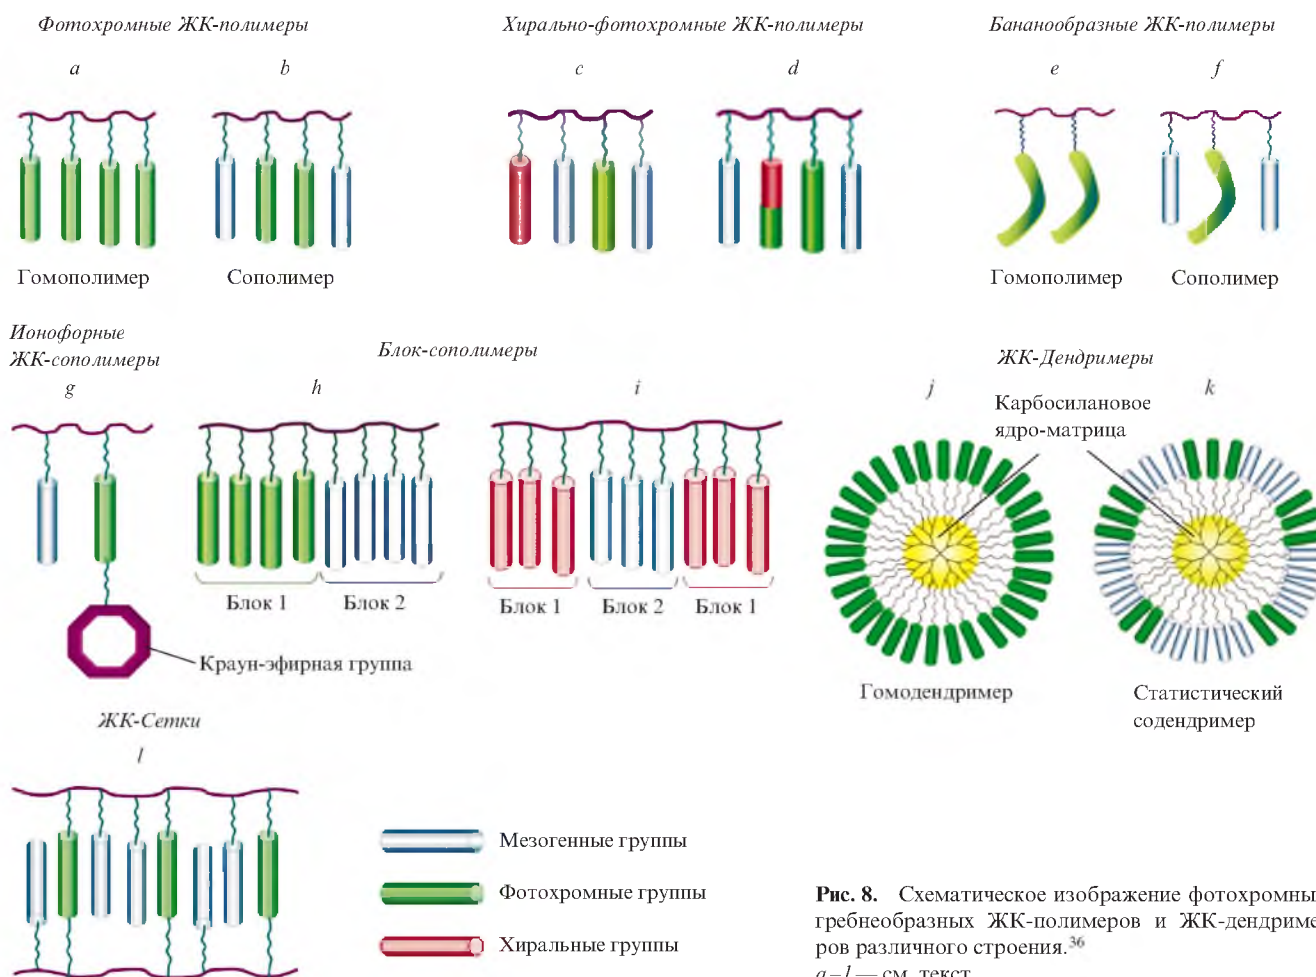 Фотохромные ЖК-полимеры
Хирально-фотохромные ЖК-полимеры
Бананообразные ЖК-полимеры
a
b
c
d
e
f
Гомополимер
Сополимер
Гомополимер
Сополимер
Ионофорные
ЖК-сополимеры
Блок-сополимеры
ЖК-Дендримеры
g
h
i
j
k
Карбосилановое
ядро-матрица
Блок 1
Блок 2
Блок 1
Блок 2
Блок 1
Краун-эфирная группа
Гомодендример
Статистический
содендример
ЖК-Сетки
l
Мезогенные группы
Фотохромные группы
Хиральные группы
Рис. 8. Схематическое изображение фотохромны
гребнеобразных ЖК-полимеров и ЖК-дендриме-
ров различного строения.36
a–l — см. текст